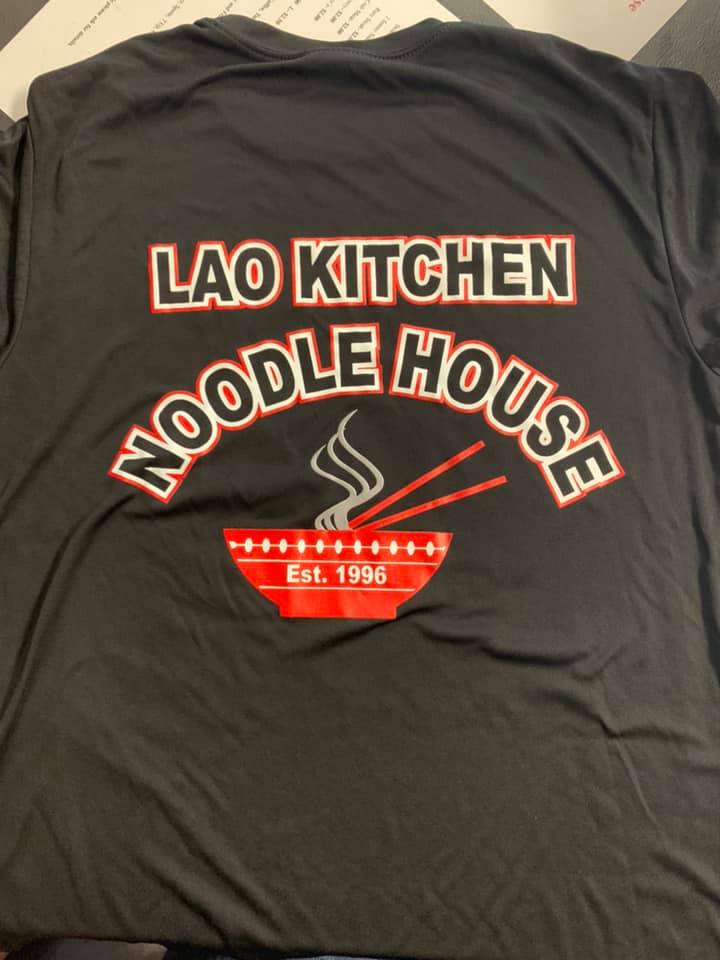 LAO KITCHEN
NOODLE HOUSE
Est. 1996